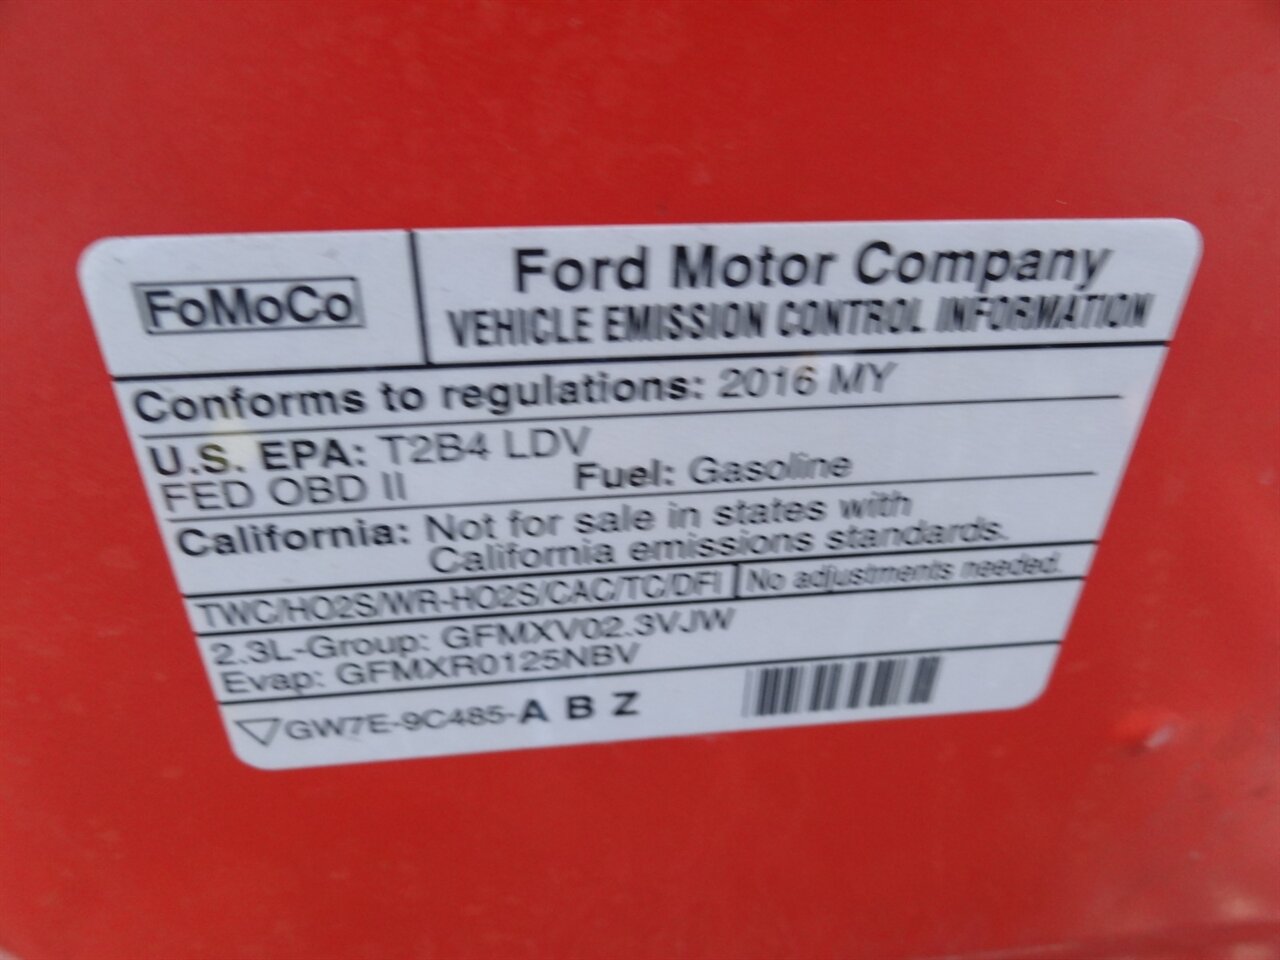 FoMoCo
Ford Motor Company
VEHICLE EMISSION CONTROL INFORMATION
Conforms to regulations: 2016 MY
U.S. EPA: T2B4 LDV
FED OBD II Fuel: Gasoline
California: Not for sale in states with
California emissions standards.
TWC/HO2S/WR-HO2S/CAC/TC/DFI No adjustments needed.
2.3L-Group: GFMXV02.3VJW
Evap: GFMXR0125NBV
GW7E-9C485-A B Z